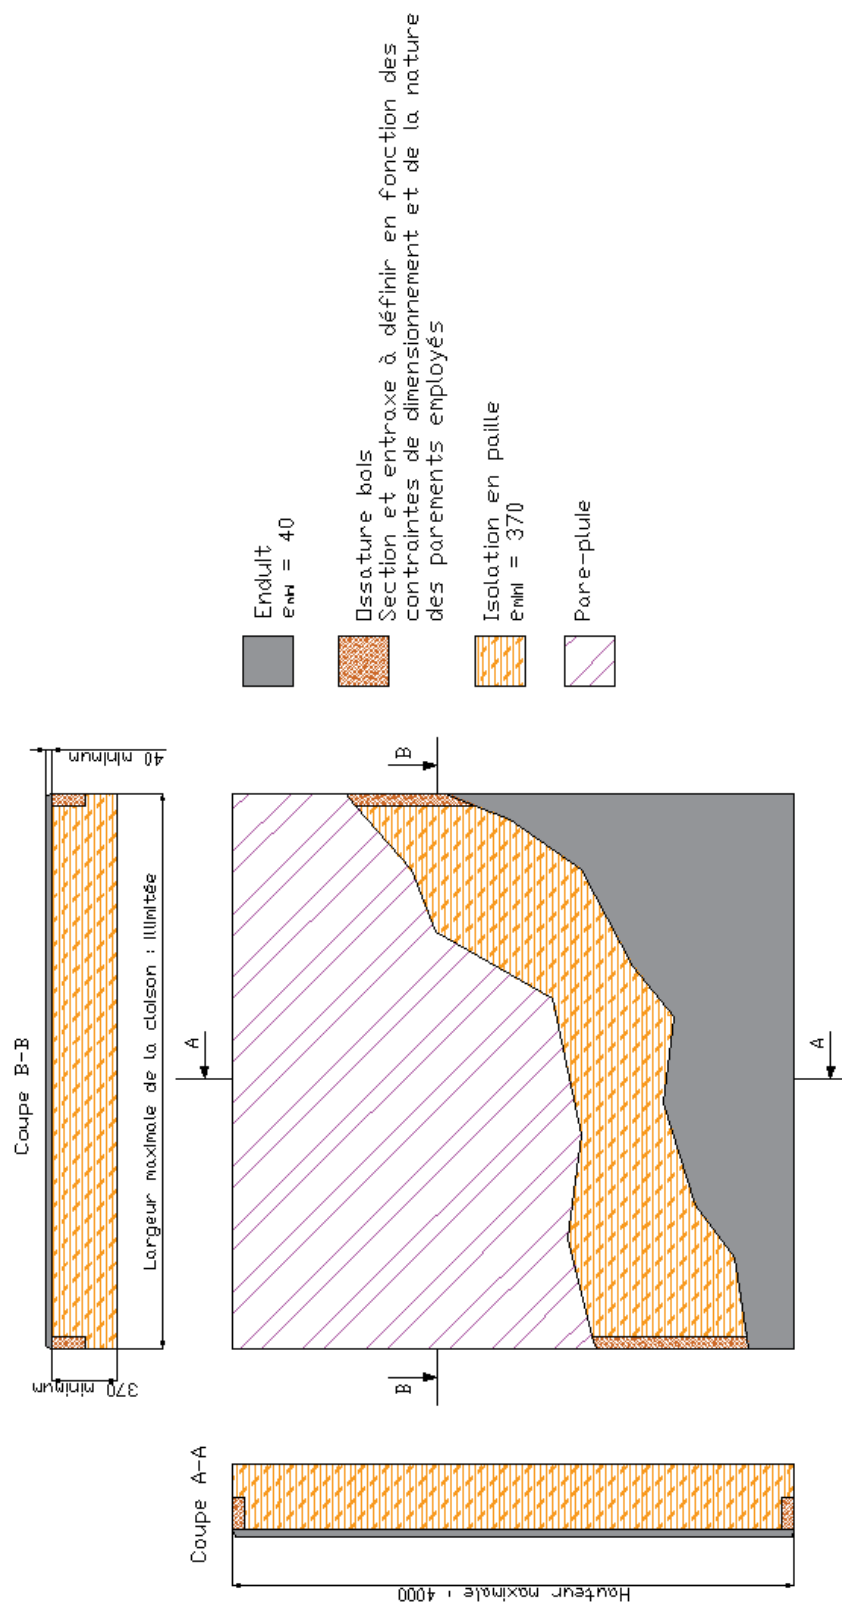 Coupe B-B
40 minimum
370 minimum
Largeur maximale de la cloison : illimitée
A
A
B
B
Coupe A-A
Hauteur maximale : 4000
Enduit
emini = 40
Ossature bois
Section et entraxe à définir en fonction des
contraintes de dimensionnement et de la nature
des parements employés
Isolation en paille
emini = 370
Pare-pluie